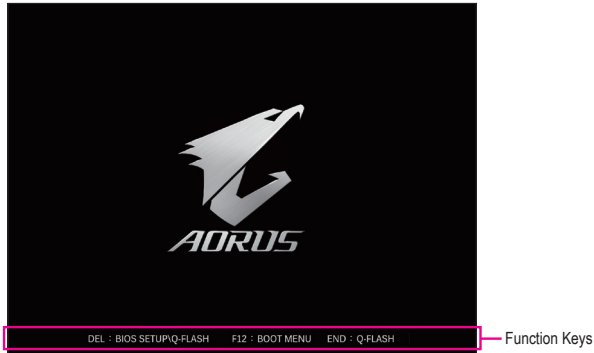 AORUS
DEL : BIOS SETUP\Q-FLASH F12 : BOOT MENU END : Q-FLASH
Function Keys